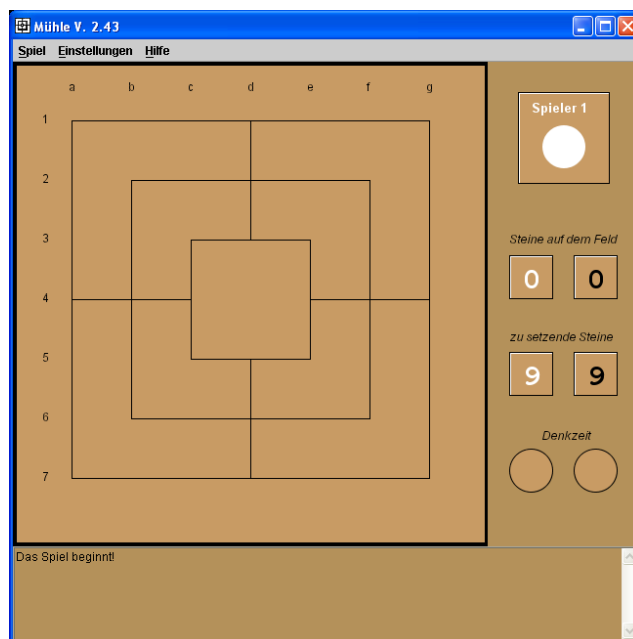 Mühle V. 2.43
Spiel Einstellungen Hilfe
a b c d e f g
1
2
3
4
5
6
7
Spieler 1
Steine auf dem Feld
0 0
zu setzende Steine
9 9
Denkzeit
Das Spiel beginnt!